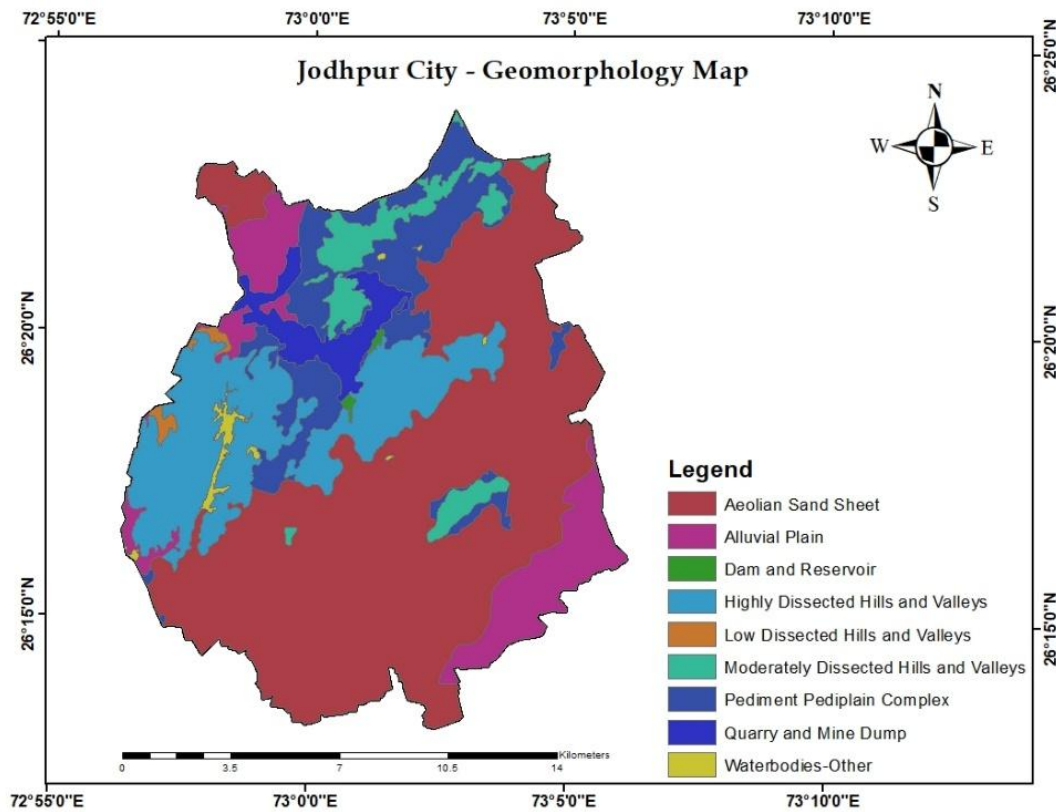 72°55'0"E 73°0'0"E 73°5'0"E 73°10'0"E
Jodhpur City - Geomorphology Map
26°25'0"N
26°25'0"N
N
W E
S
26°20'0"N
26°20'0"N
Legend
Aeolian Sand Sheet
Alluvial Plain
Dam and Reservoir
Highly Dissected Hills and Valleys
Low Dissected Hills and Valleys
Moderately Dissected Hills and Valleys
Pediment Pediplain Complex
Quarry and Mine Dump
Waterbodies-Other
26°15'0"N
26°15'0"N
Kilometers
0 3.5 7 10.5 14
72°55'0"E 73°0'0"E 73°5'0"E 73°10'0"E